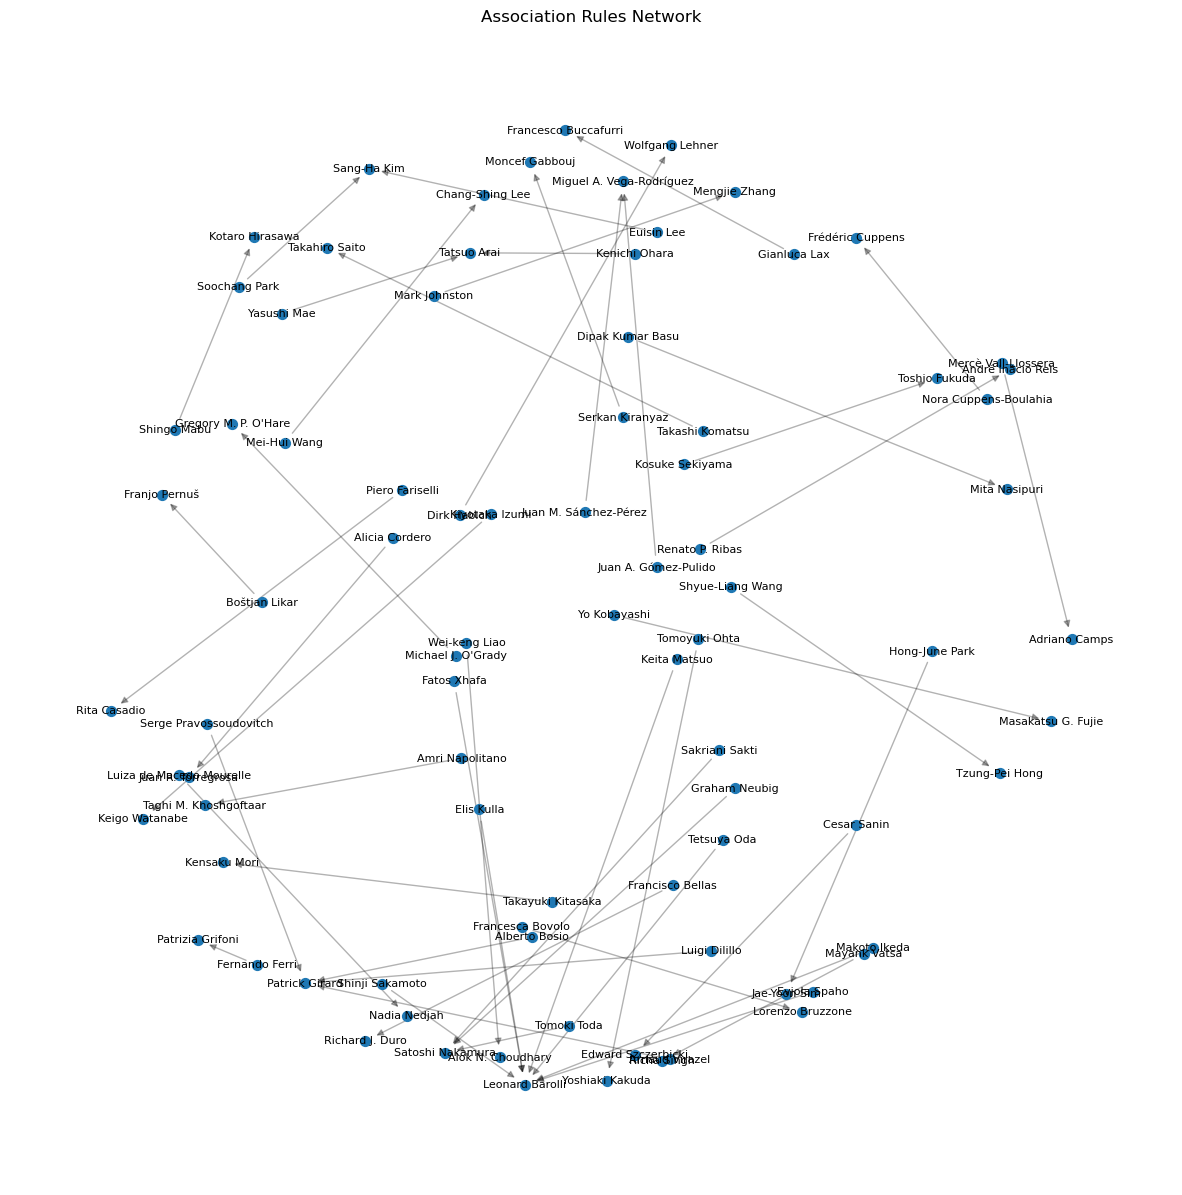 Association Rules Network
Francesco Buccafurri
Wolfgang Lehner
Moncef Gabbouj
Sang-Ha Kim
Miguel A. Vega-Rodríguez
Mengjie Zhang
Chang-Shing Lee
Euisin Lee
Kotaro Hirasawa
Frédéric Cuppens
Takahiro Saito
Tatsuo Arai
Kenichi Ohara
Gianluca Lax
Soochang Park
Mark Johnston
Yasushi Mae
Dipak Kumar Basu
Mercè Vall-Llossera
André Inácio Reis
Toshio Fukuda
Nora Cuppens-Boulahia
Serkan Kiranyaz
Gregory M. P. O'Hare
Shingo Mabu
Takashi Komatsu
Mei-Hui Wang
Kosuke Sekiyama
Piero Fariselli
Mita Nasipuri
Franjo Pernuš
Juan M. Sánchez-Pérez
Dirk Habich
Kiyotaka Izumi
Alicia Cordero
Renato P. Ribas
Juan A. Gómez-Pulido
Shyue-Liang Wang
Boštjan Likar
Yo Kobayashi
Tomoyuki Ohta
Adriano Camps
Wei-keng Liao
Hong-June Park
Michael J. O'Grady
Keita Matsuo
Fatos Xhafa
Rita Casadio
Serge Pravossoudovitch
Masakatsu G. Fujie
Sakriani Sakti
Amri Napolitano
Tzung-Pei Hong
Luiza de Macedo Mourelle
Juan R. Torregrosa
Graham Neubig
Taghi M. Khoshgoftaar
Elis Kulla
Keigo Watanabe
Cesar Sanin
Tetsuya Oda
Kensaku Mori
Francisco Bellas
Takayuki Kitasaka
Francesca Bovolo
Alberto Bosio
Patrizia Grifoni
Makoto Ikeda
Luigi Dilillo
Mayank Vatsa
Fernando Ferri
Patrick Girard
Shinji Sakamoto
Evjola Spaho
Jae-Yoon Sim
Lorenzo Bruzzone
Nadia Nedjah
Tomoki Toda
Richard J. Duro
Satoshi Nakamura
Edward Szczerbicki
Alok N. Choudhary
Arnaud Virazel
Richa Singh
Yoshiaki Kakuda
Leonard Barolli